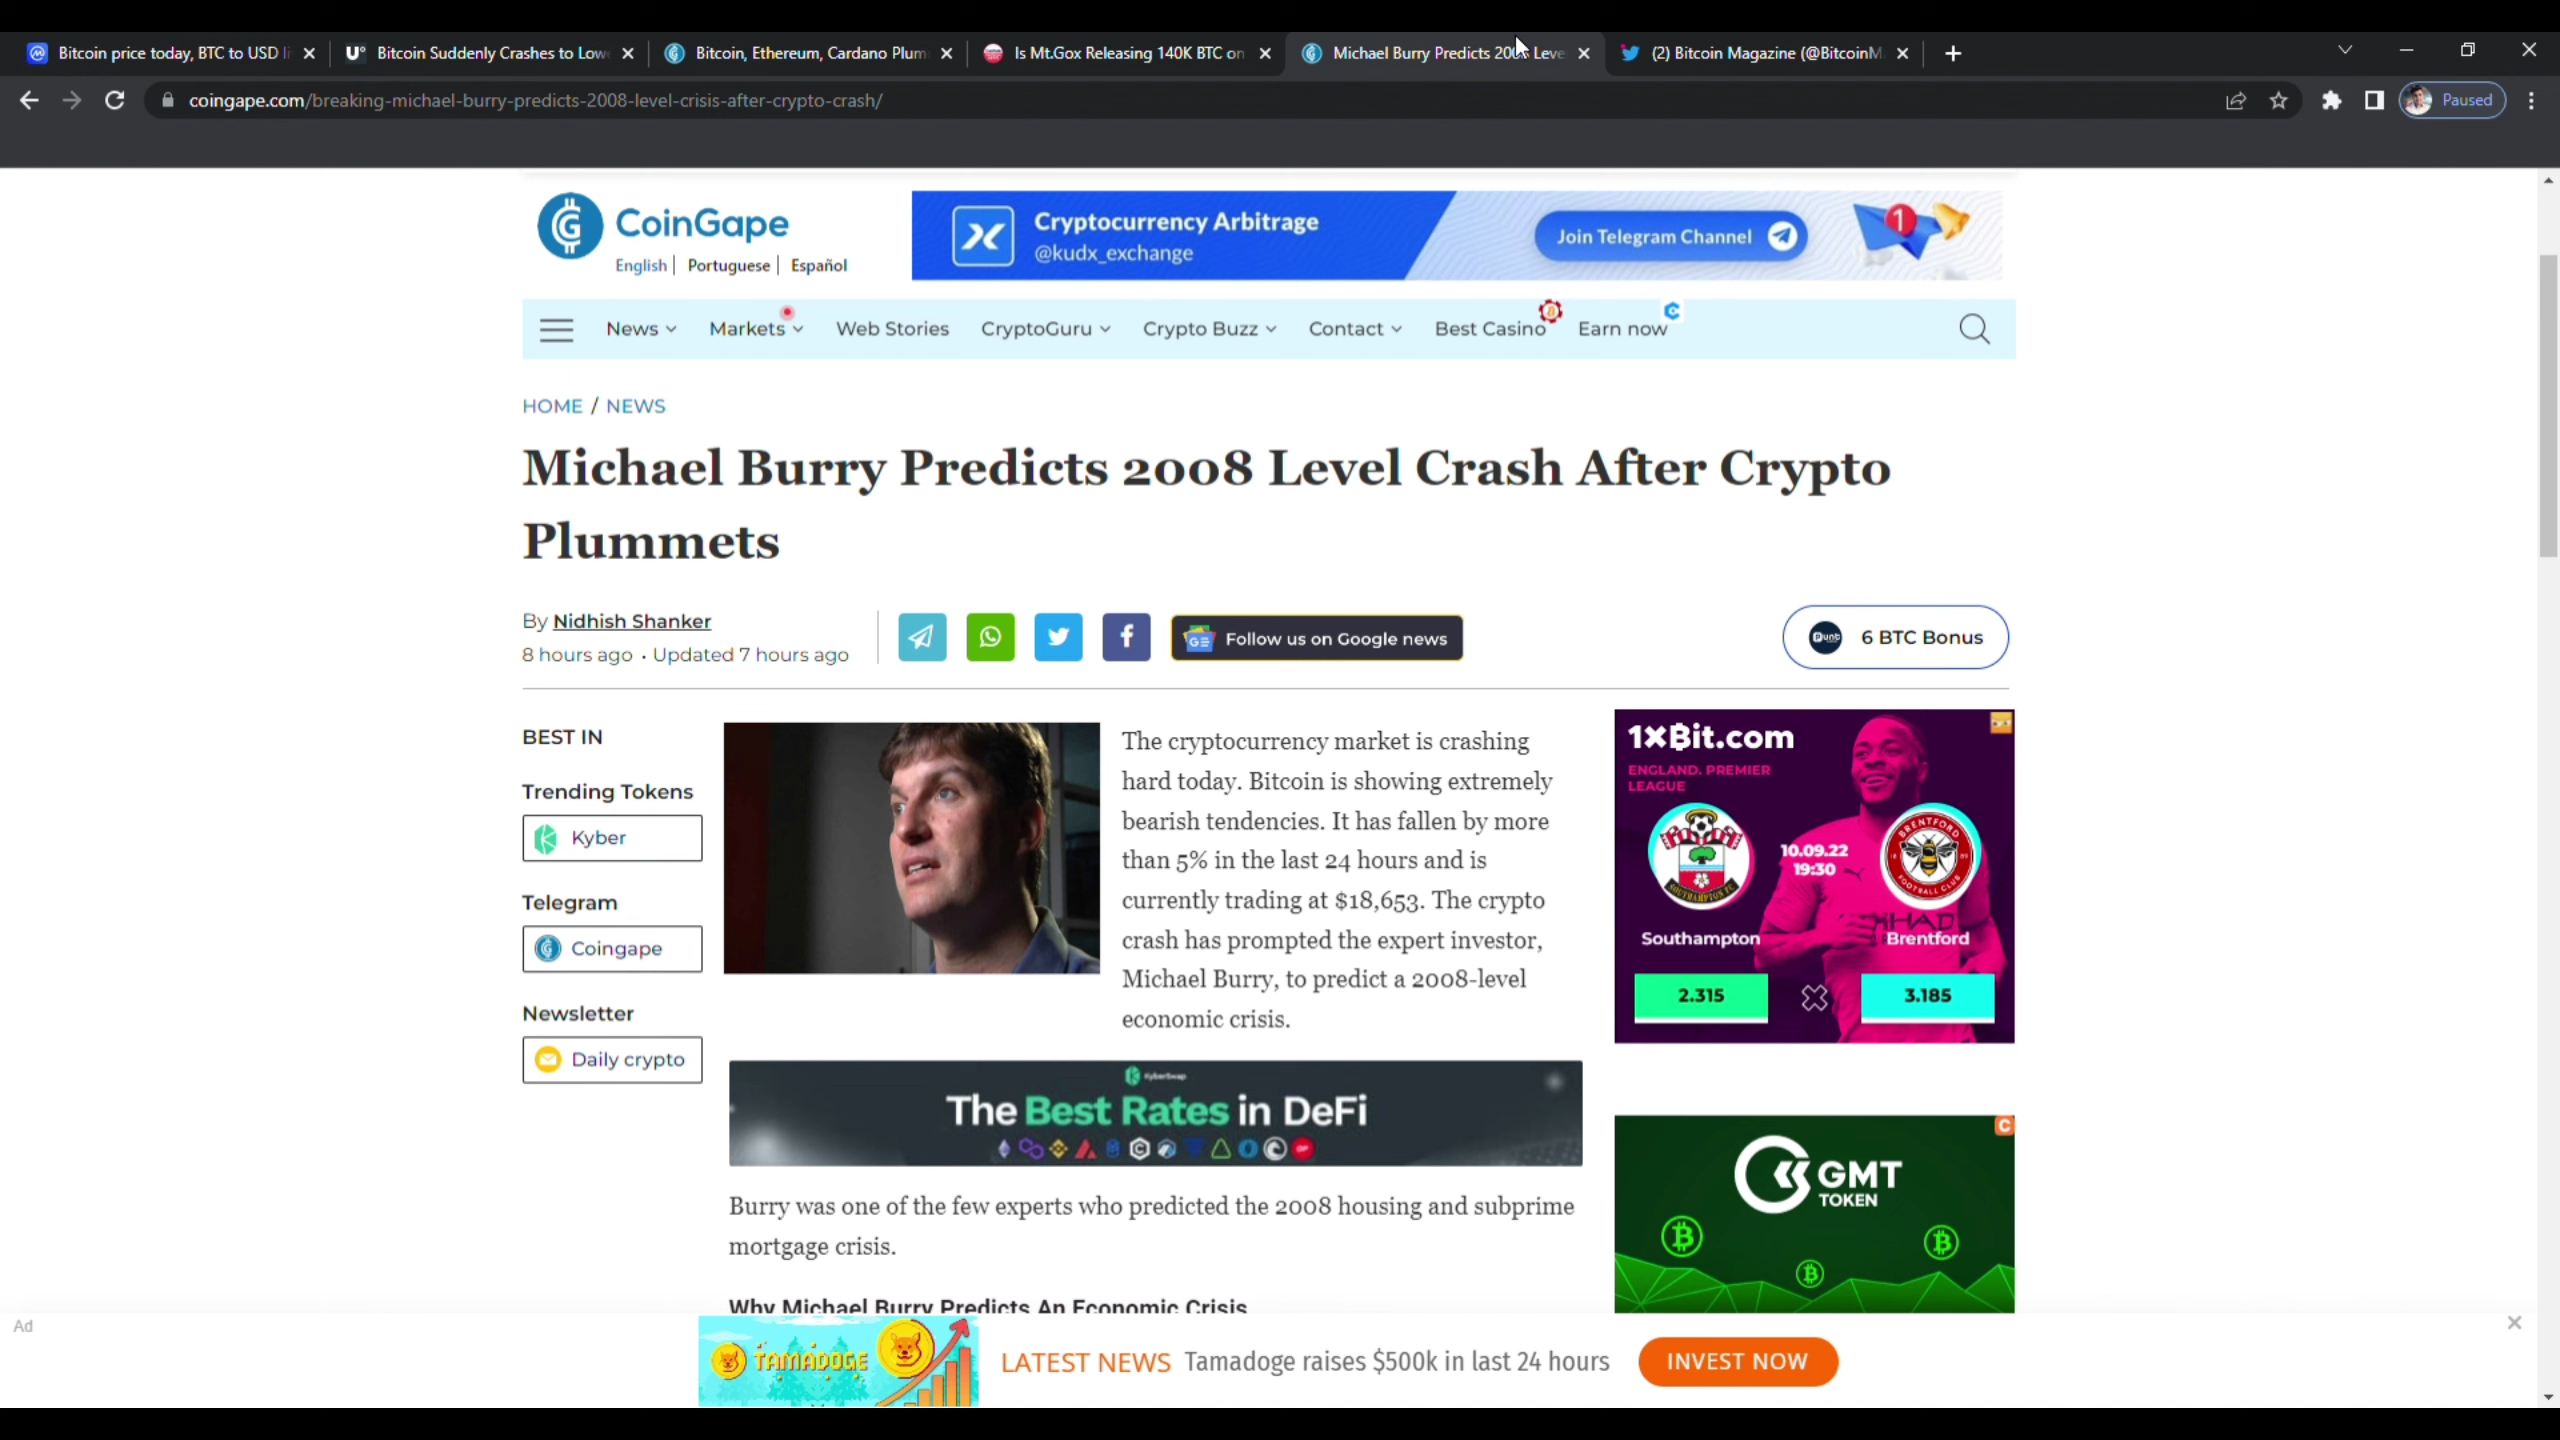 Bitcoin price today, BTC to USD li
Bitcoin Suddenly Crashes to Low
Bitcoin, Ethereum, Cardano Plum
Is Mt.Gox Releasing 140K BTC on
Michael Burry Predicts 2008 Leve
(2) Bitcoin Magazine (@BitcoinM
coingape.com/breaking-michael-burry-predicts-2008-level-crisis-after-crypto-crash/
Paused
CoinGape
English | Portuguese | Español
Cryptocurrency Arbitrage
@kudx_exchange
Join Telegram Channel
1
News
Markets
Web Stories
CryptoGuru
Crypto Buzz
Contact
Best Casino
Earn now
HOME / NEWS
Michael Burry Predicts 2008 Level Crash After Crypto
Plummets
By Nidhish Shanker
8 hours ago · Updated 7 hours ago
Follow us on Google news
6 BTC Bonus
BEST IN
Trending Tokens
Kyber
Telegram
Coingape
Newsletter
Daily crypto
The cryptocurrency market is crashing
hard today. Bitcoin is showing extremely
bearish tendencies. It has fallen by more
than 5% in the last 24 hours and is
currently trading at $18,653. The crypto
crash has prompted the expert investor,
Michael Burry, to predict a 2008-level
economic crisis.
KyberSwap
The Best Rates in DeFi
Burry was one of the few experts who predicted the 2008 housing and subprime
mortgage crisis.
Why Michael Burry Predicts An Economic Crisis
1XBit.com
ENGLAND. PREMIER
LEAGUE
10.09.22
19:30
Southampton
Brentford
2.315
3.185
GMT
TOKEN
Ad
TAMADOGE
LATEST NEWS Tamadoge raises $500k in last 24 hours
INVEST NOW